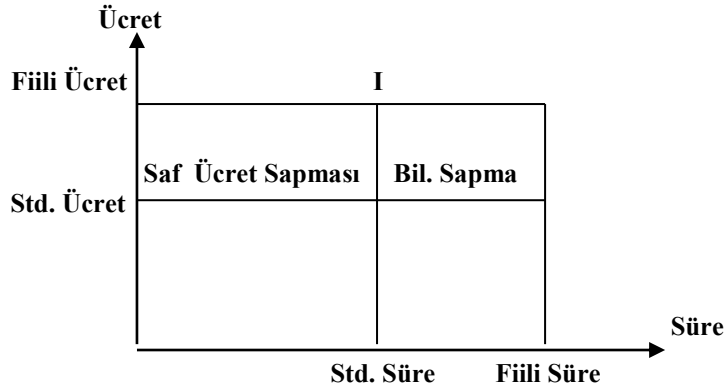 Ücret
Fiili Ücret
I
Saf Ücret Sapması
Bil. Sapma
Std. Ücret
Süre
Std. Süre
Fiili Süre